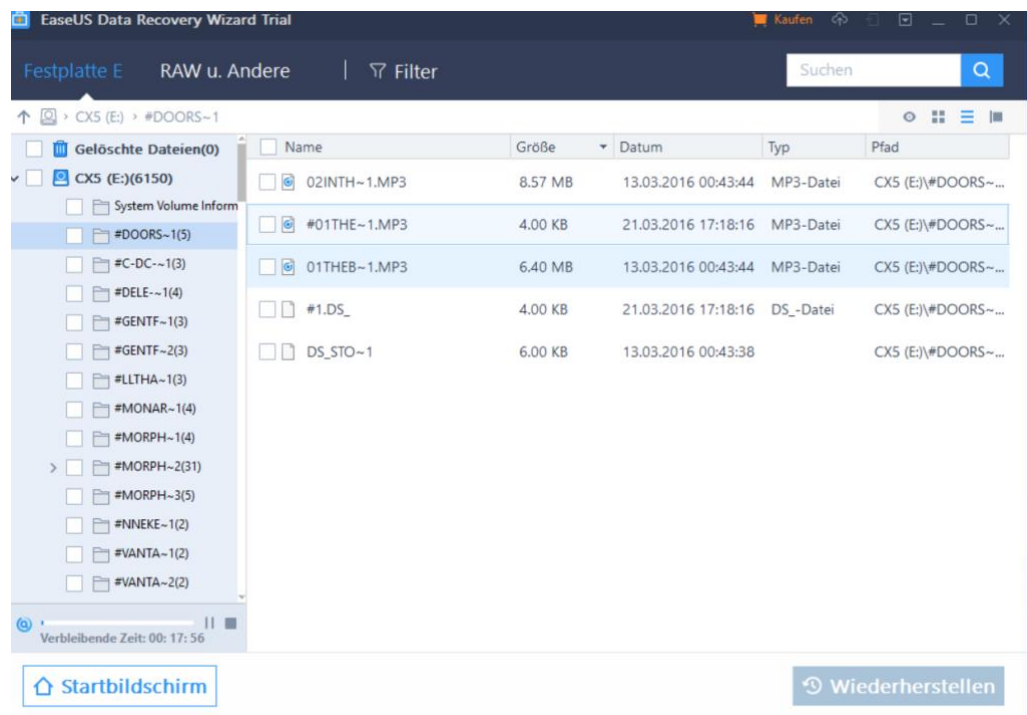 EaseUS Data Recovery Wizard Trial
Kaufen
Festplatte E
RAW u. Andere
Filter
Suchen
CX5 (E:) › #DOORS~1
Gelöschte Dateien(0)
CX5 (E:)(6150)
System Volume Inform
#DOORS~1(5)
#C-DC-~1(3)
#DELE-~1(4)
#GENTF~1(3)
#GENTF~2(3)
#LLTHA~1(3)
#MONAR~1(4)
#MORPH~1(4)
#MORPH~2(31)
#MORPH~3(5)
#NNEKE~1(2)
#VANTA~1(2)
#VANTA~2(2)
Verbleibende Zeit: 00: 17: 56
Name Größe Datum Typ Pfad
02INTH~1.MP3 8.57 MB 13.03.2016 00:43:44 MP3-Datei CX5 (E:)\#DOORS~...
#01THE~1.MP3 4.00 KB 21.03.2016 17:18:16 MP3-Datei CX5 (E:)\#DOORS~...
01THEB~1.MP3 6.40 MB 13.03.2016 00:43:44 MP3-Datei CX5 (E:)\#DOORS~...
#1.DS_ 4.00 KB 21.03.2016 17:18:16 DS_-Datei CX5 (E:)\#DOORS~...
DS_STO~1 6.00 KB 13.03.2016 00:43:38 CX5 (E:)\#DOORS~...
Startbildschirm
Wiederherstellen